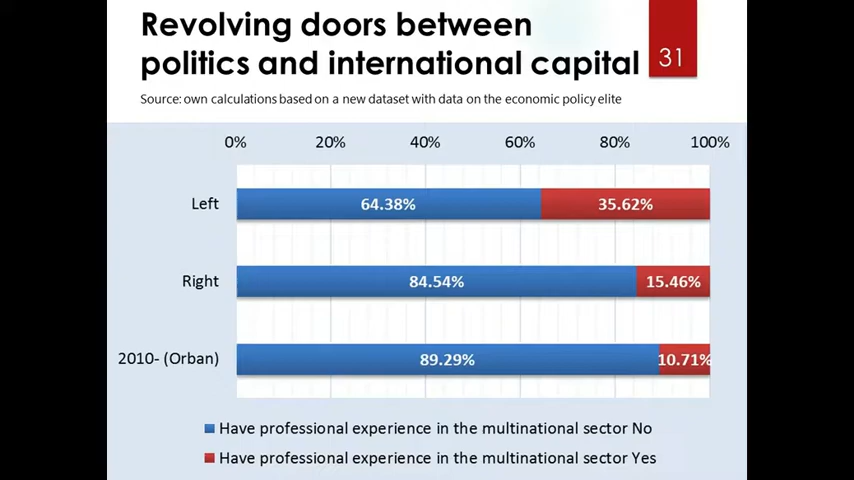 Revolving doors between
politics and international capital
31
Source: own calculations based on a new dataset with data on the economic policy elite
0% 20% 40% 60% 80% 100%
Left 64.38% 35.62%
Right 84.54% 15.46%
2010- (Orban) 89.29% 10.71%
Have professional experience in the multinational sector No
Have professional experience in the multinational sector Yes